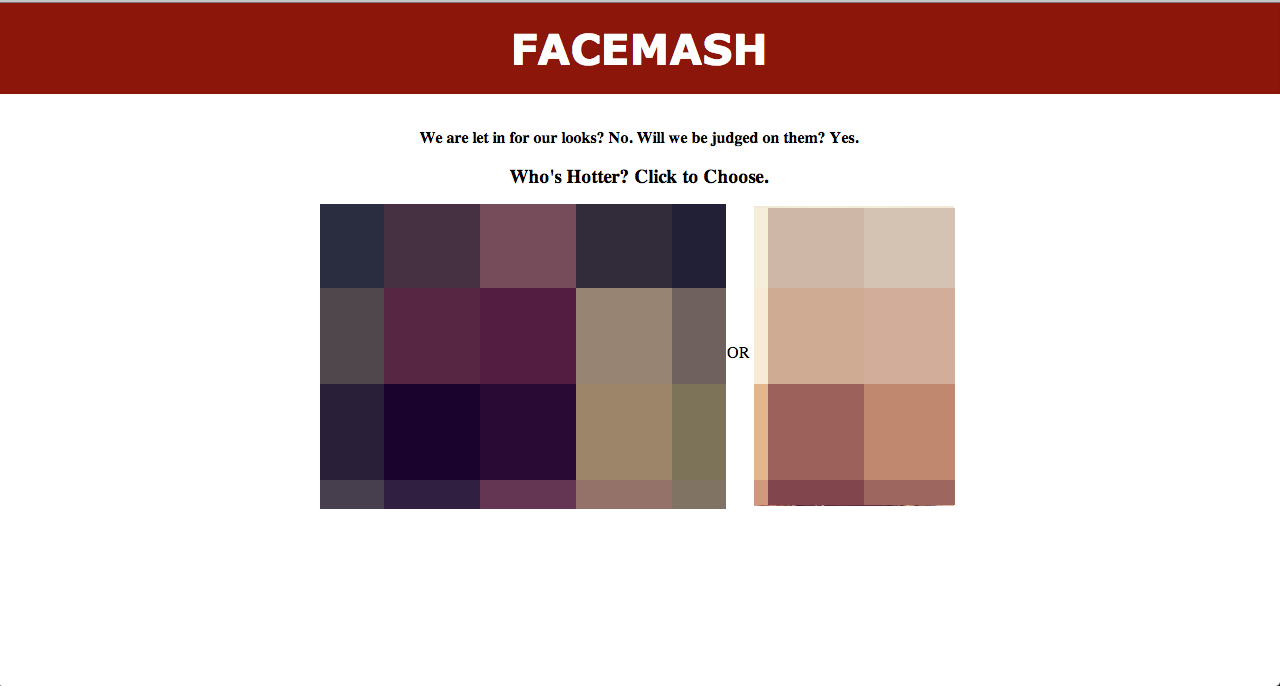 FACEMASH
We are let in for our looks? No. Will we be judged on them? Yes.
Who's Hotter? Click to Choose.
OR